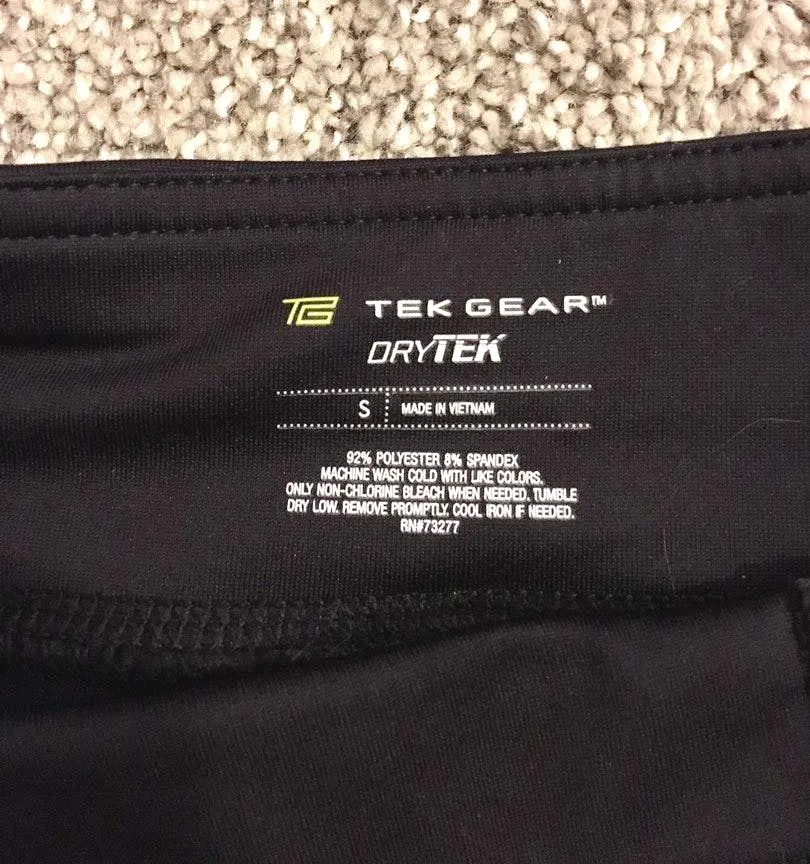 TG TEK GEAR™
DRYTEK
S MADE IN VIETNAM
92% POLYESTER 8% SPANDEX
MACHINE WASH COLD WITH LIKE COLORS.
ONLY NON-CHLORINE BLEACH WHEN NEEDED. TUMBLE
DRY LOW. REMOVE PROMPTLY. COOL IRON IF NEEDED.
RN#73277